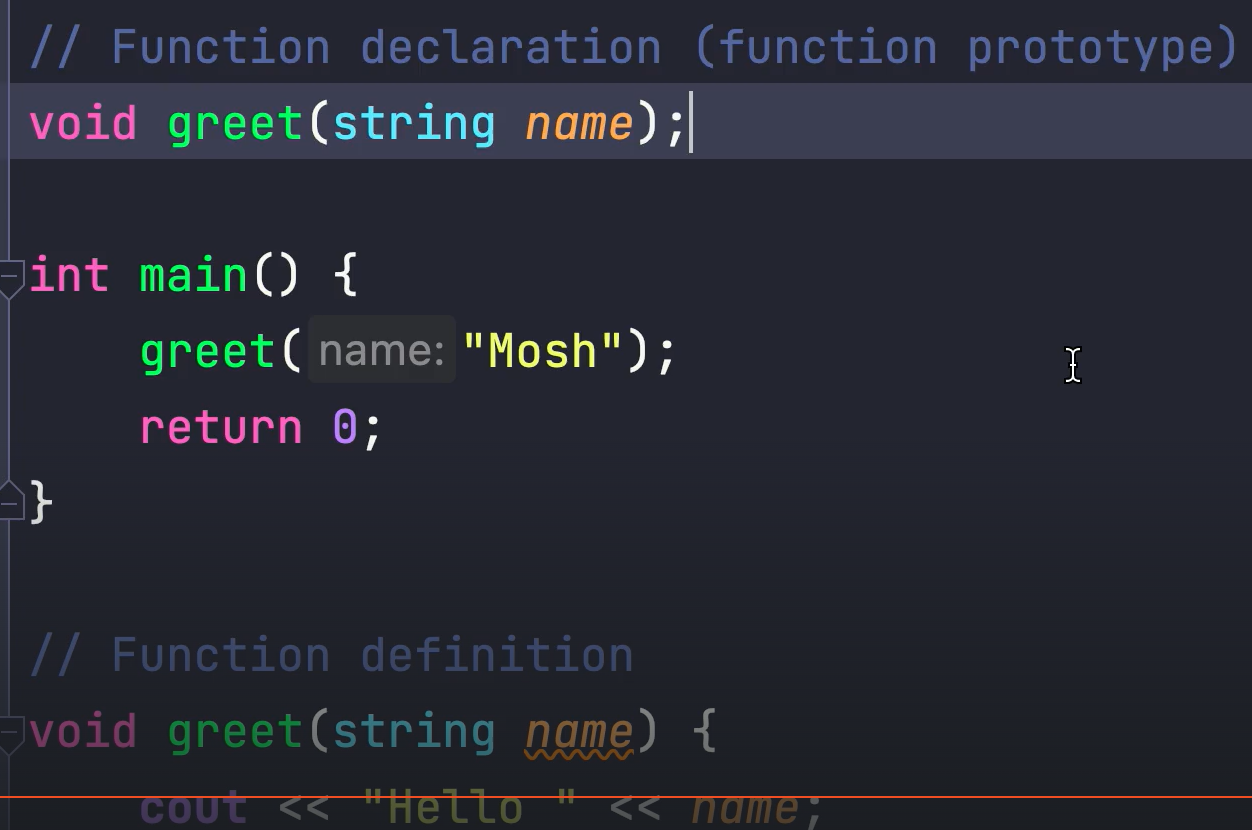 // Function declaration (function prototype)
void greet(string name);
int main() {
greet(name: "Mosh");
return 0;
}
// Function definition
void greet(string name) {
cout << "Hello " << name;